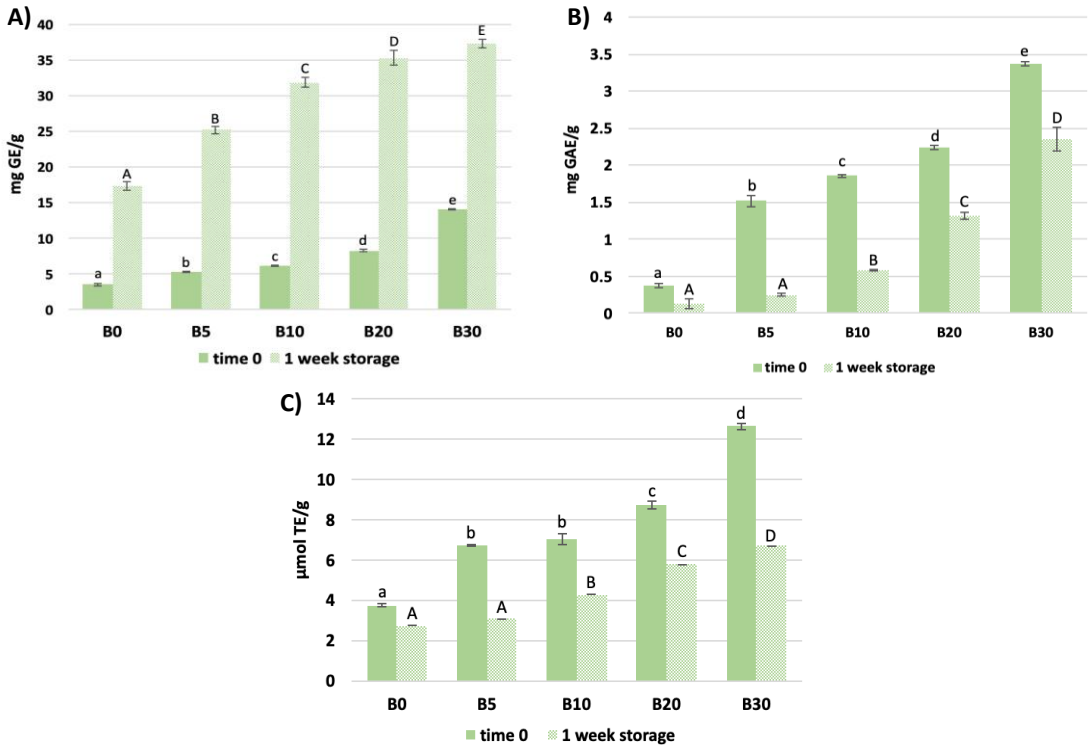 A)
mg GE/g
40
35
30
25
20
15
10
5
0
a
A
b
B
c
C
d
D
e
E
B0 B5 B10 B20 B30
time 0 1 week storage
B)
mg GAE/g
4
3.5
3
2.5
2
1.5
1
0.5
0
a
A
b
A
c
B
d
C
e
D
B0 B5 B10 B20 B30
time 0 1 week storage
C)
µmol TE/g
14
12
10
8
6
4
2
0
a
A
b
A
b
B
c
C
d
D
B0 B5 B10 B20 B30
time 0 1 week storage